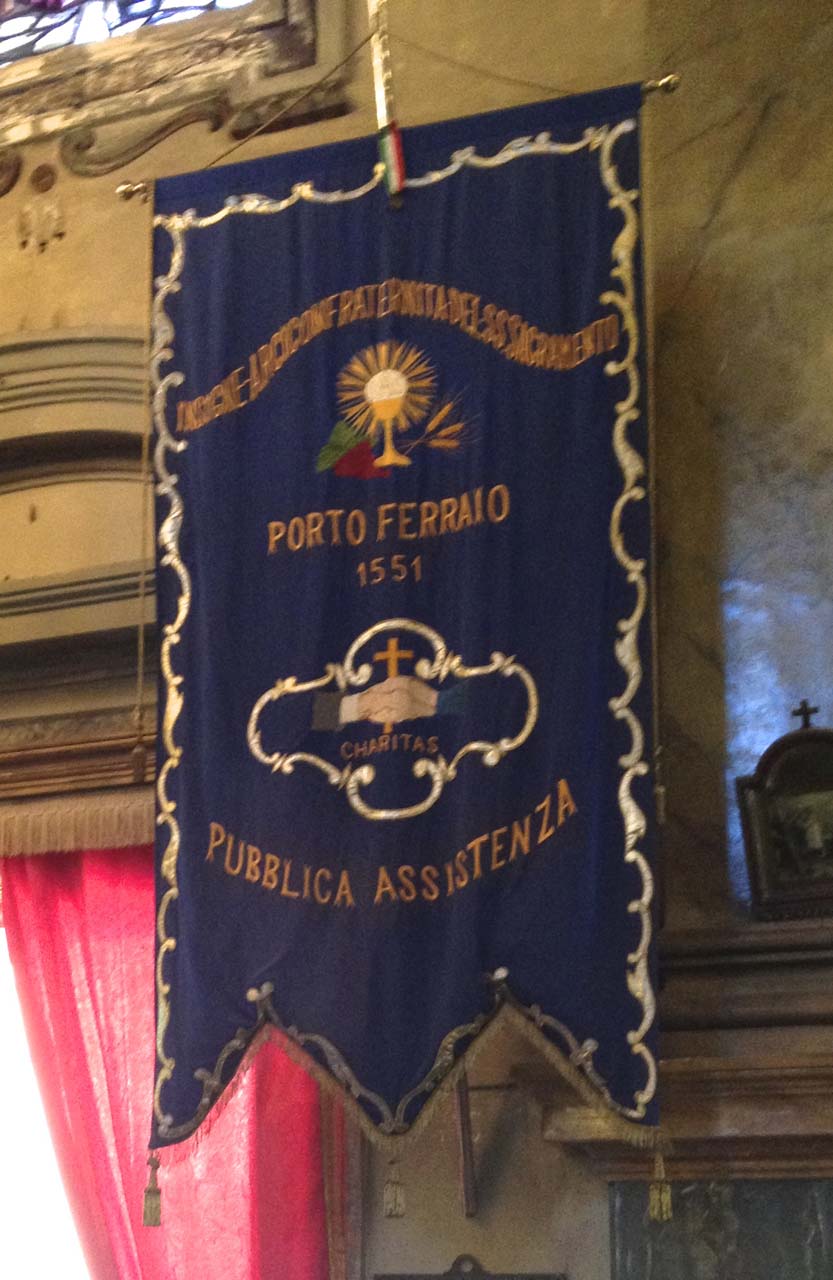 INSIGNE-ARCICONFRATERNITA-DEL-SS SACRAMENTO
PORTO FERRAIO
1551
CHARITAS
PUBBLICA ASSISTENZA